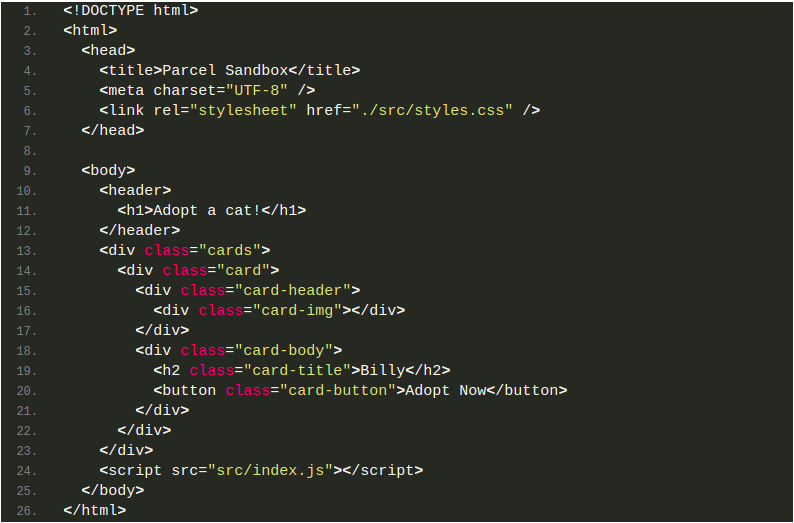 1. <!DOCTYPE html>
2. <html>
3.   <head>
4.     <title>Parcel Sandbox</title>
5.     <meta charset="UTF-8" />
6.     <link rel="stylesheet" href="./src/styles.css" />
7.   </head>
8.
9.   <body>
10.     <header>
11.       <h1>Adopt a cat!</h1>
12.     </header>
13.     <div class="cards">
14.       <div class="card">
15.         <div class="card-header">
16.           <div class="card-img"></div>
17.         </div>
18.         <div class="card-body">
19.           <h2 class="card-title">Billy</h2>
20.           <button class="card-button">Adopt Now</button>
21.         </div>
22.       </div>
23.     </div>
24.     <script src="src/index.js"></script>
25.   </body>
26. </html>